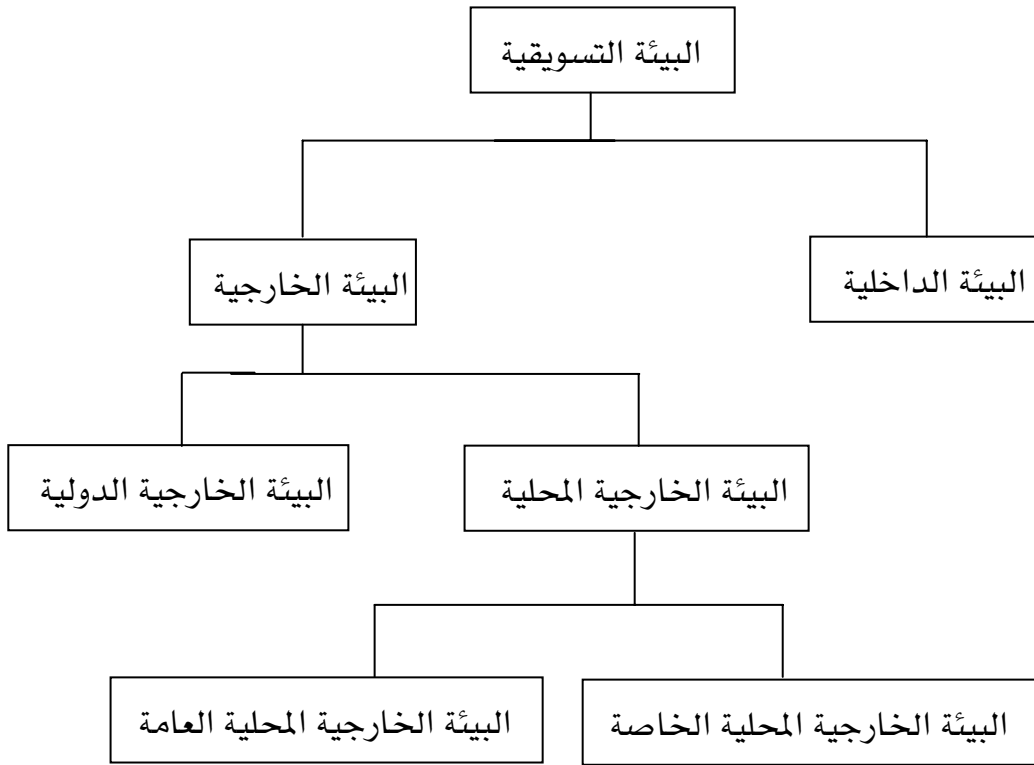 البيئة التسويقية
البيئة الداخلية
البيئة الخارجية
البيئة الخارجية المحلية
البيئة الخارجية الدولية
البيئة الخارجية المحلية الخاصة
البيئة الخارجية المحلية العامة